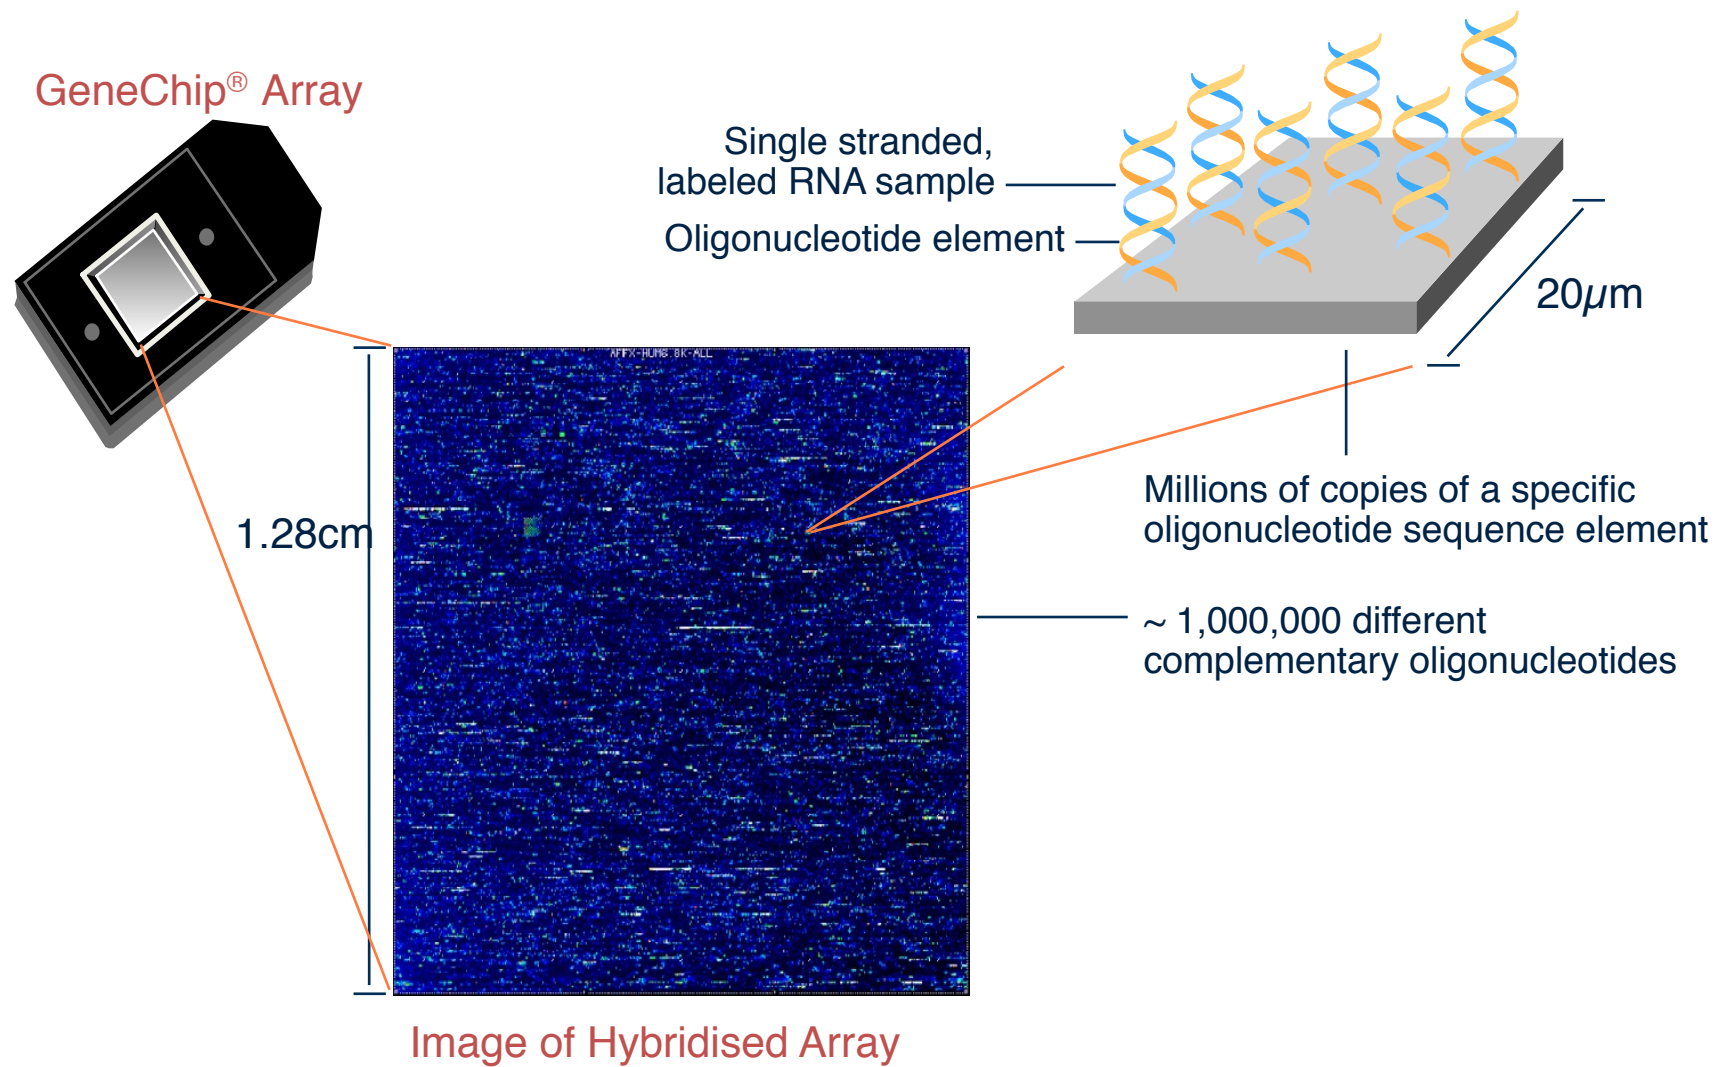 GeneChip® Array
Single stranded,
labeled RNA sample
Oligonucleotide element
20µm
AFFX-HUM6.8K-ALL
1.28cm
Millions of copies of a specific
oligonucleotide sequence element
~ 1,000,000 different
complementary oligonucleotides
Image of Hybridised Array